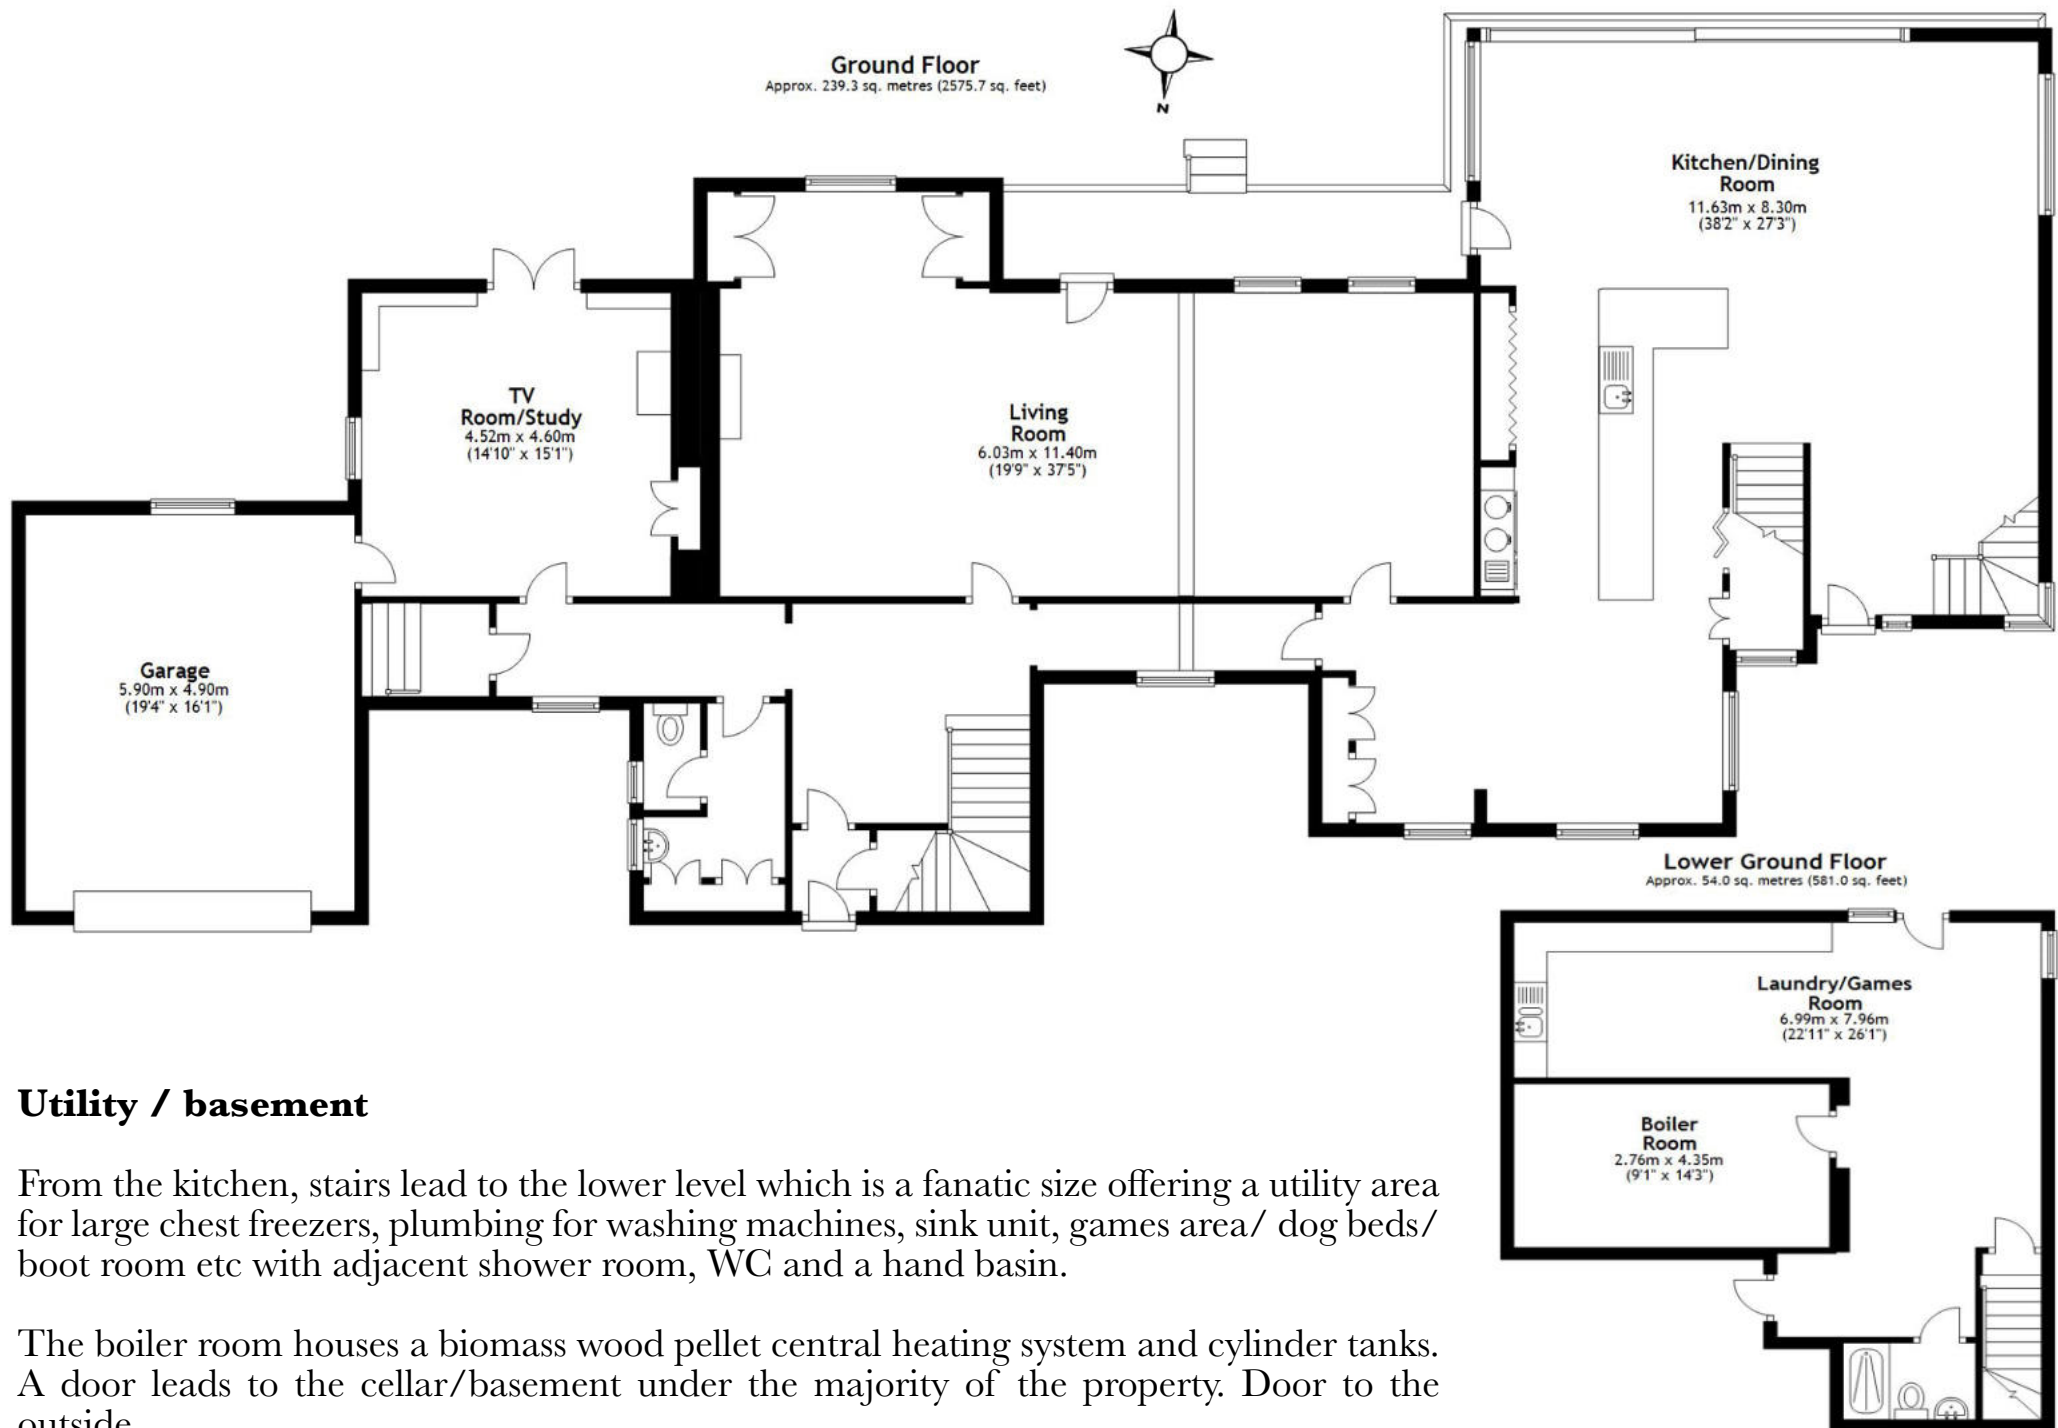 Ground Floor
Approx. 239.3 sq. metres (2575.7 sq. feet)
N
Kitchen/Dining
Room
11.63m x 8.30m
(38'2" x 27'3")
TV
Room/Study
4.52m x 4.60m
(14'10" x 15'1")
Living
Room
6.03m x 11.40m
(19'9" x 37'5")
Garage
5.90m x 4.90m
(19'4" x 16'1")
Lower Ground Floor
Approx. 54.0 sq. metres (581.0 sq. feet)
Laundry/Games
Room
6.99m x 7.96m
(22'11" x 26'1")
Boiler
Room
2.76m x 4.35m
(9'1" x 14'3")
Utility / basement
From the kitchen, stairs lead to the lower level which is a fanatic size offering a utility area
for large chest freezers, plumbing for washing machines, sink unit, games area/ dog beds/
boot room etc with adjacent shower room, WC and a hand basin.
The boiler room houses a biomass wood pellet central heating system and cylinder tanks.
A door leads to the cellar/basement under the majority of the property. Door to the
outside